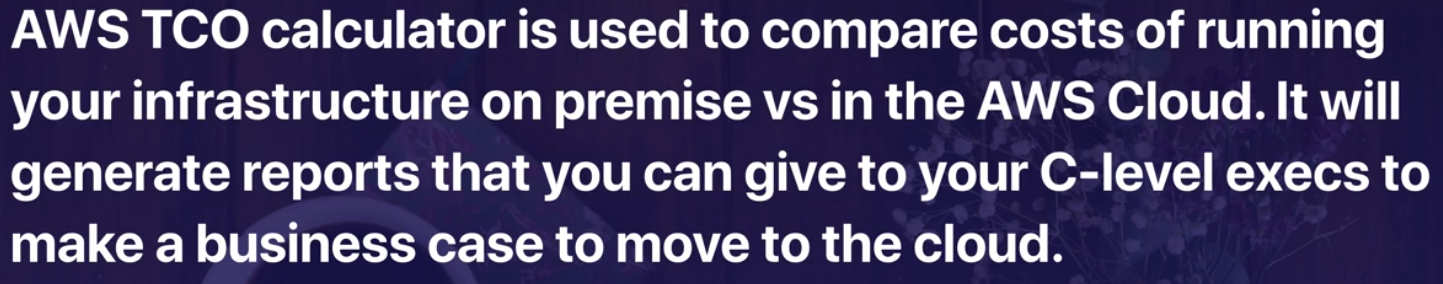 AWS TCO calculator is used to compare costs of running
your infrastructure on premise vs in the AWS Cloud. It will
generate reports that you can give to your C-level execs to
make a business case to move to the cloud.